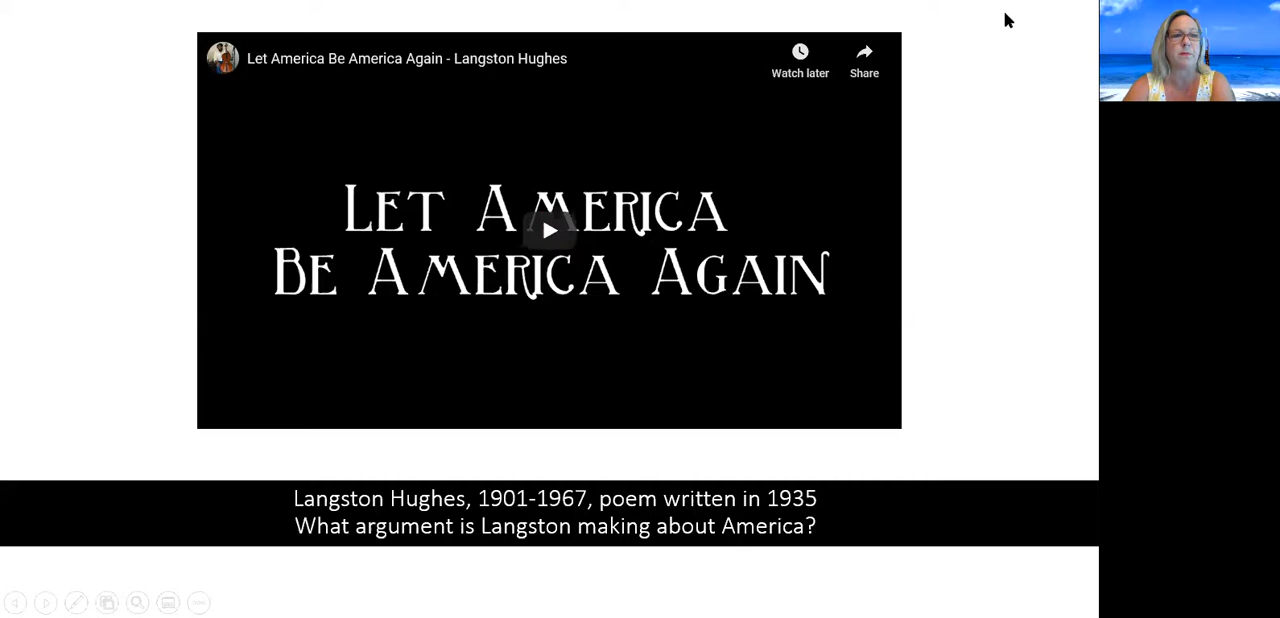 Let America Be America Again - Langston Hughes
Watch later
Share
LET AMERICA
BE AMERICA AGAIN
Langston Hughes, 1901-1967, poem written in 1935
What argument is Langston making about America?